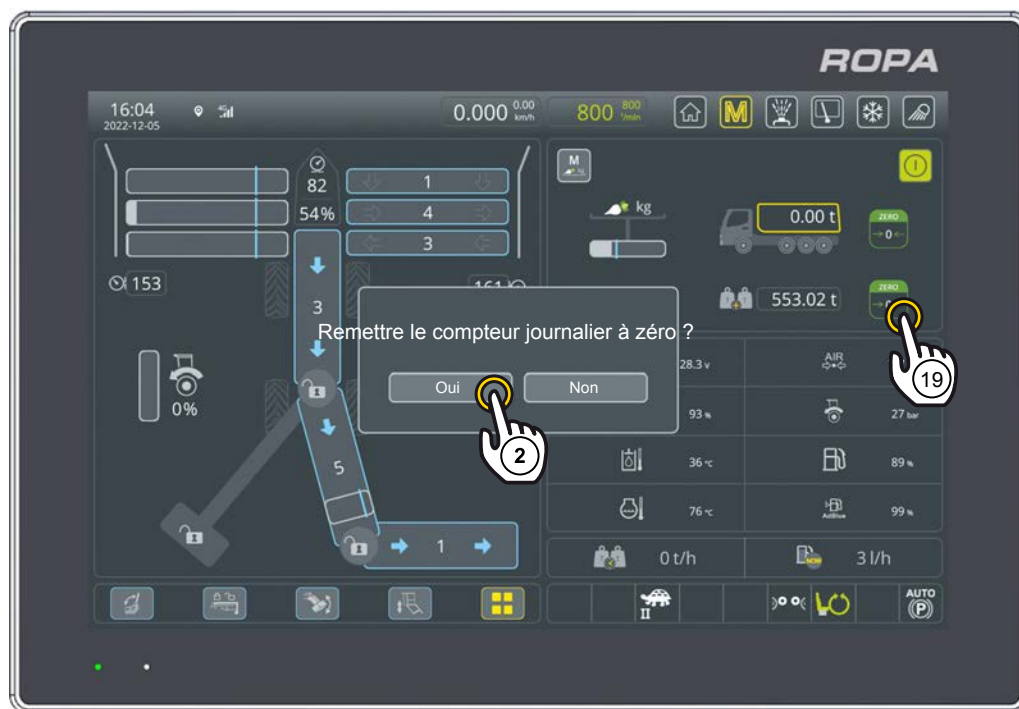 ROPA
16:04
2022-12-05
4G
0.000 0.00 km/h
800 800 1/min
M
82
54%
1
4
3
153
3
0%
5
1
M
kg
0.00 t
ZERO
→0←
553.02 t
ZERO
19
Remettre le compteur journalier à zéro ?
Oui
Non
2
28.3 v
AIR
93 %
27 bar
36 °C
89 %
76 °C
AdBlue
99 %
0 t/h
NOW
3 l/h
II
AUTO
(P)